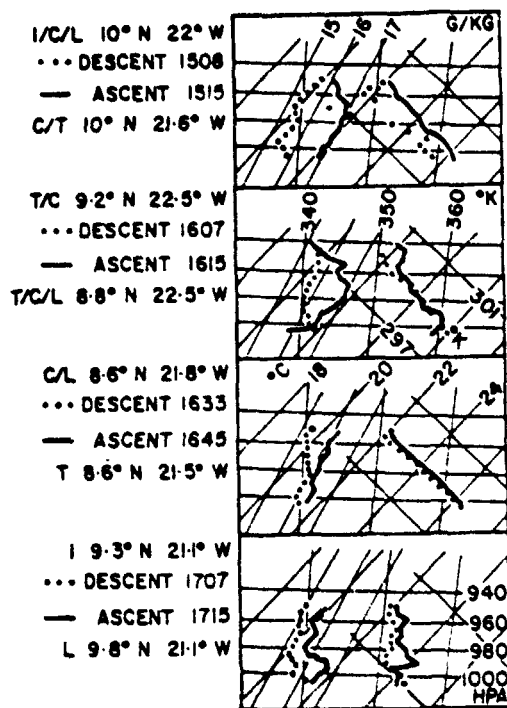 I/C/L 10° N 22° W
··· DESCENT 1508
— ASCENT 1515
C/T 10° N 21.6° W
15 16 17 G/KG
T/C 9.2° N 22.5° W
··· DESCENT 1607
— ASCENT 1615
T/C/L 8.8° N 22.5° W
340 350 360 °K
301
297
°K
C/L 8.6° N 21.8° W
··· DESCENT 1633
— ASCENT 1645
T 8.6° N 21.5° W
°C 18 20 22 24
I 9.3° N 21.1° W
··· DESCENT 1707
— ASCENT 1715
L 9.8° N 21.1° W
940
960
980
1000
HPA